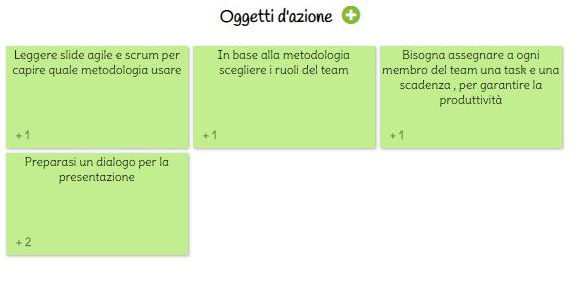 Oggetti d'azione
Leggere slide agile e scrum per
capire quale metodologia usare
+1
In base alla metodologia
scegliere i ruoli del team
+1
Bisogna assegnare a ogni
membro del team una task e una
scadenza , per garantire la
produttività
+1
Preparasi un dialogo per la
presentazione
+2